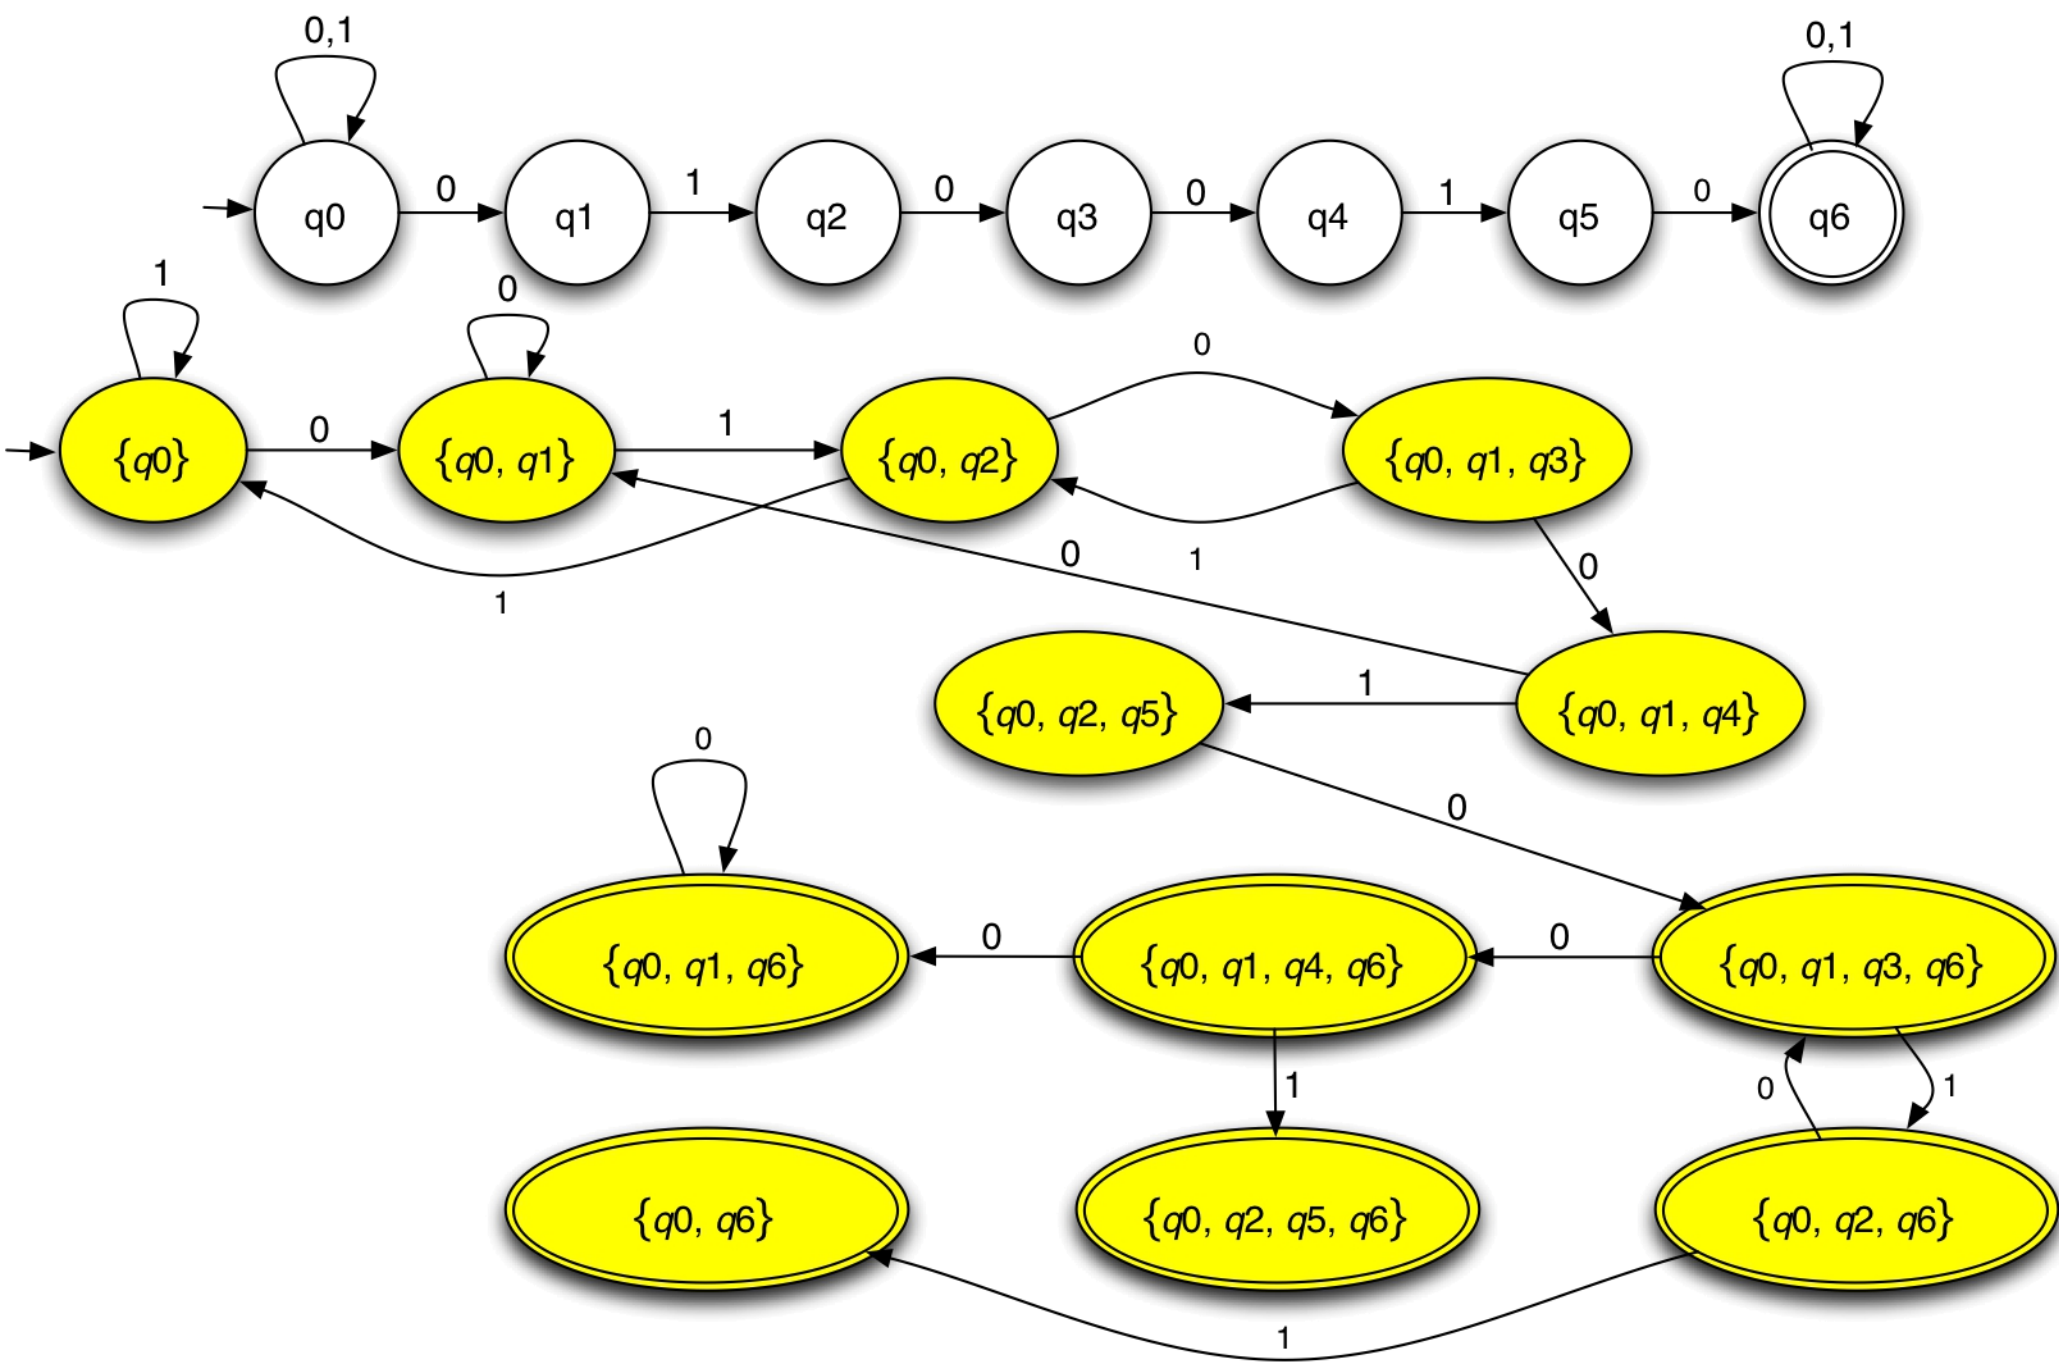 0,1
0,1
0
1
0
0
1
0
q0
q1
q2
q3
q4
q5
q6
1
0
0
0
1
{q0}
{q0, q1}
{q0, q2}
{q0, q1, q3}
0
1
0
1
1
{q0, q2, q5}
{q0, q1, q4}
0
0
0
0
{q0, q1, q6}
{q0, q1, q4, q6}
{q0, q1, q3, q6}
1
0
1
{q0, q6}
{q0, q2, q5, q6}
{q0, q2, q6}
1